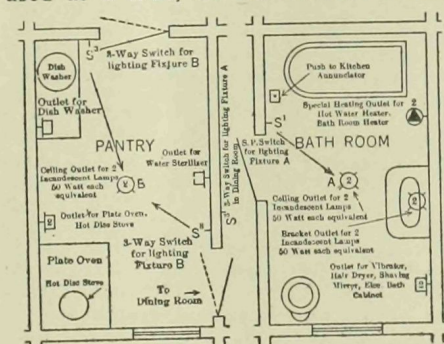 S³
3-Way Switch for
lighting Fixture B
Dish
Washer
Outlet for
Dish Washer
PANTRY
Outlet for
Water Sterilizer
Ceiling Outlet for 2
Incandescent Lamps
50 Watt each
equivalent
2
B
Outlet for Plate Oven,
Hot Disc Stove
S³
3-Way Switch
for lighting
Fixture B
Plate Oven
Hot Disc Stove
To
Dining Room
3-Way Switch for lighting Fixture A
in Dining Room
S³
Push to Kitchen
Annunciator
Special Heating Outlet for
Hot Water Heater,
Bath Room Heater
2
S¹
S.P. Switch
for lighting
Fixture A
BATH ROOM
A
2
Ceiling Outlet for 2
Incandescent Lamps
50 Watt each equivalent
2
Bracket Outlet for 2
Incandescent Lamps
50 Watt each equivalent
Outlet for Vibrator,
Hair Dryer, Shaving
Mirror, Elec. Bath
Cabinet
2